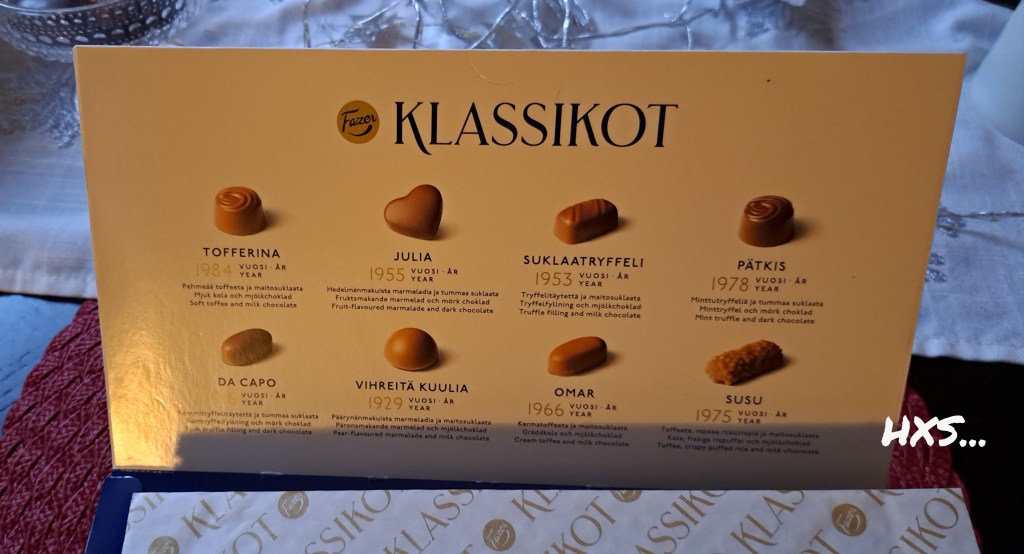 Fazer KLASSIKOT
TOFFERINA
1984 VUOSI · ÅR
YEAR
Pehmeää toffeeta ja maitosuklaata
Mjuk kola och mjölkchoklad
Soft toffee and milk chocolate
JULIA
1955 VUOSI · ÅR
YEAR
Hedelmänmakuista marmeladia ja tummaa suklaata
Fruktsmakande marmelad och mörk choklad
Fruit-flavoured marmalade and dark chocolate
SUKLAATRYFFELI
1953 VUOSI · ÅR
YEAR
Tryffelitäytettä ja maitosuklaata
Tryffelfyllning och mjölkchoklad
Truffle filling and milk chocolate
PÄTKIS
1978 VUOSI · ÅR
YEAR
Minttutryffeliä ja tummaa suklaata
Minttryffel och mörk choklad
Mint truffle and dark chocolate
DA CAPO
VUOSI · ÅR
YEAR
ja tummaa suklaata
och mörk choklad
filling and dark chocolate
VIHREITÄ KUULIA
1929 VUOSI · ÅR
YEAR
Päärynänmakuista marmeladia ja maitosuklaata
Päronsmakande marmelad och mjölkchoklad
Pear-flavoured marmalade and milk chocolate
OMAR
1966 VUOSI · ÅR
YEAR
Kermatoffeeta ja maitosuklaata
Gräddkola och mjölkchoklad
Cream toffee and milk chocolate
SUSU
1975 VUOSI · ÅR
YEAR
Toffeeta, rapeaa riisimuroja ja maitosuklaata
Kola, frasiga rispuffar och mjölkchoklad
Toffee, crispy puffed rice and milk chocolate
HXS...
KLASSIKOT Fazer KLASSIKOT Fazer KLASSIKOT Fazer